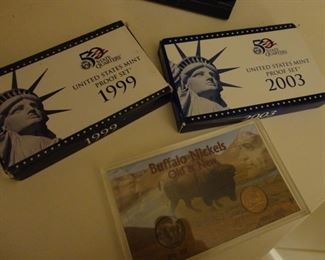 50
STATE
QUARTERS
UNITED STATES MINT
PROOF SET
1999
1999
50
STATE
QUARTERS
UNITED STATES MINT
PROOF SET
2003
2003
Buffalo Nickels
Old & New